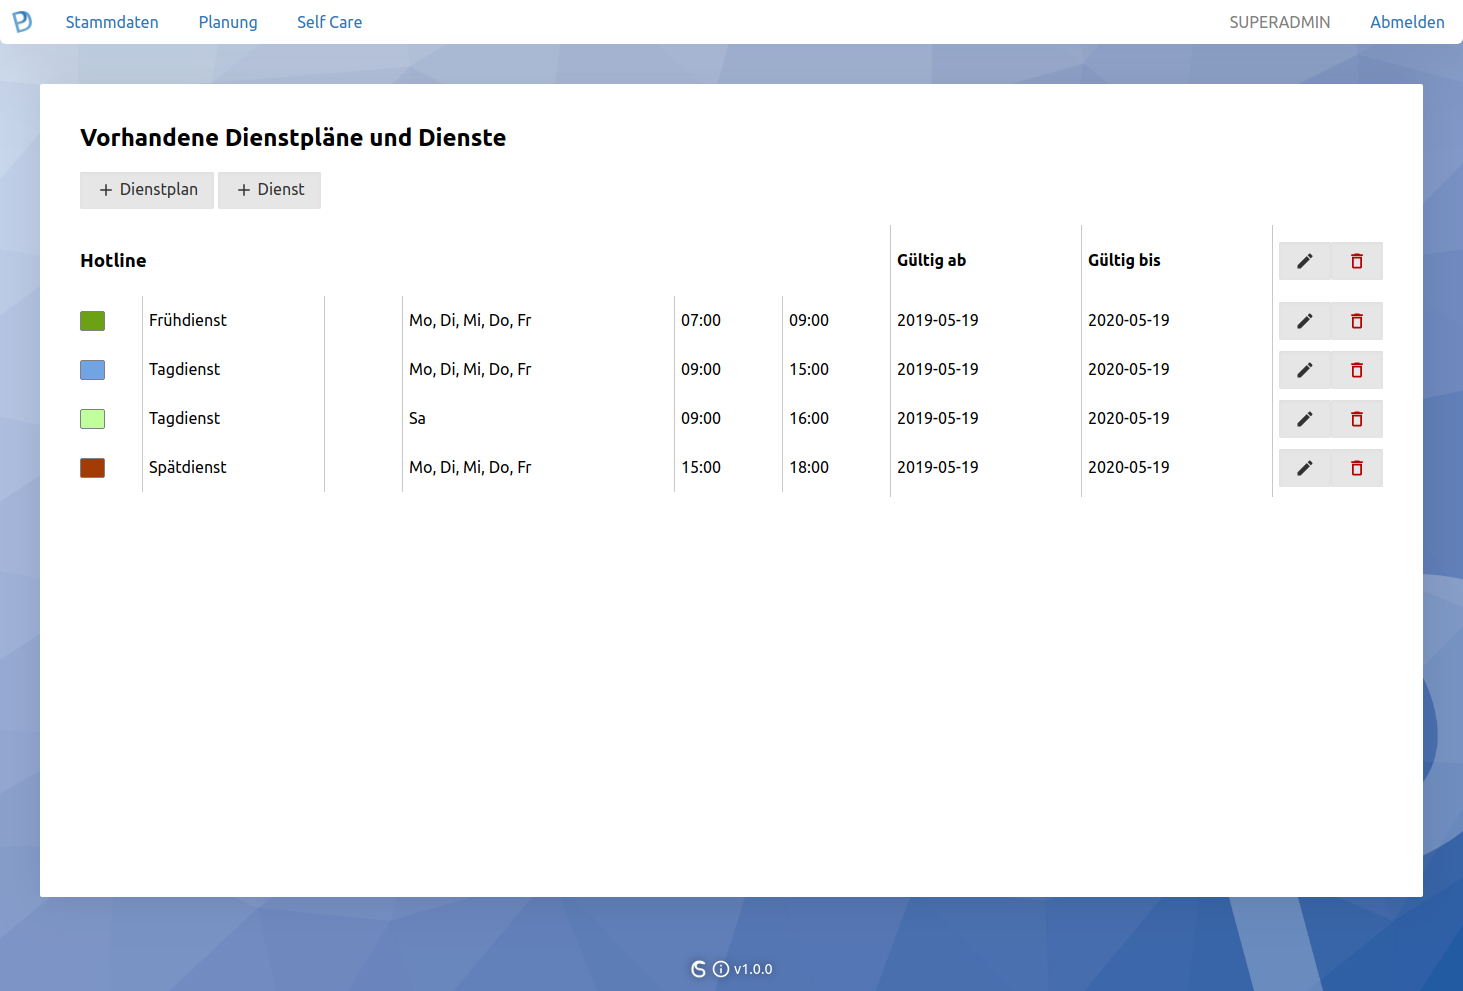 Stammdaten Planung Self Care SUPERADMIN Abmelden
Vorhandene Dienstpläne und Dienste
+ Dienstplan + Dienst
Hotline Gültig ab Gültig bis
Frühdienst Mo, Di, Mi, Do, Fr 07:00 09:00 2019-05-19 2020-05-19
Tagdienst Mo, Di, Mi, Do, Fr 09:00 15:00 2019-05-19 2020-05-19
Tagdienst Sa 09:00 16:00 2019-05-19 2020-05-19
Spätdienst Mo, Di, Mi, Do, Fr 15:00 18:00 2019-05-19 2020-05-19
v1.0.0